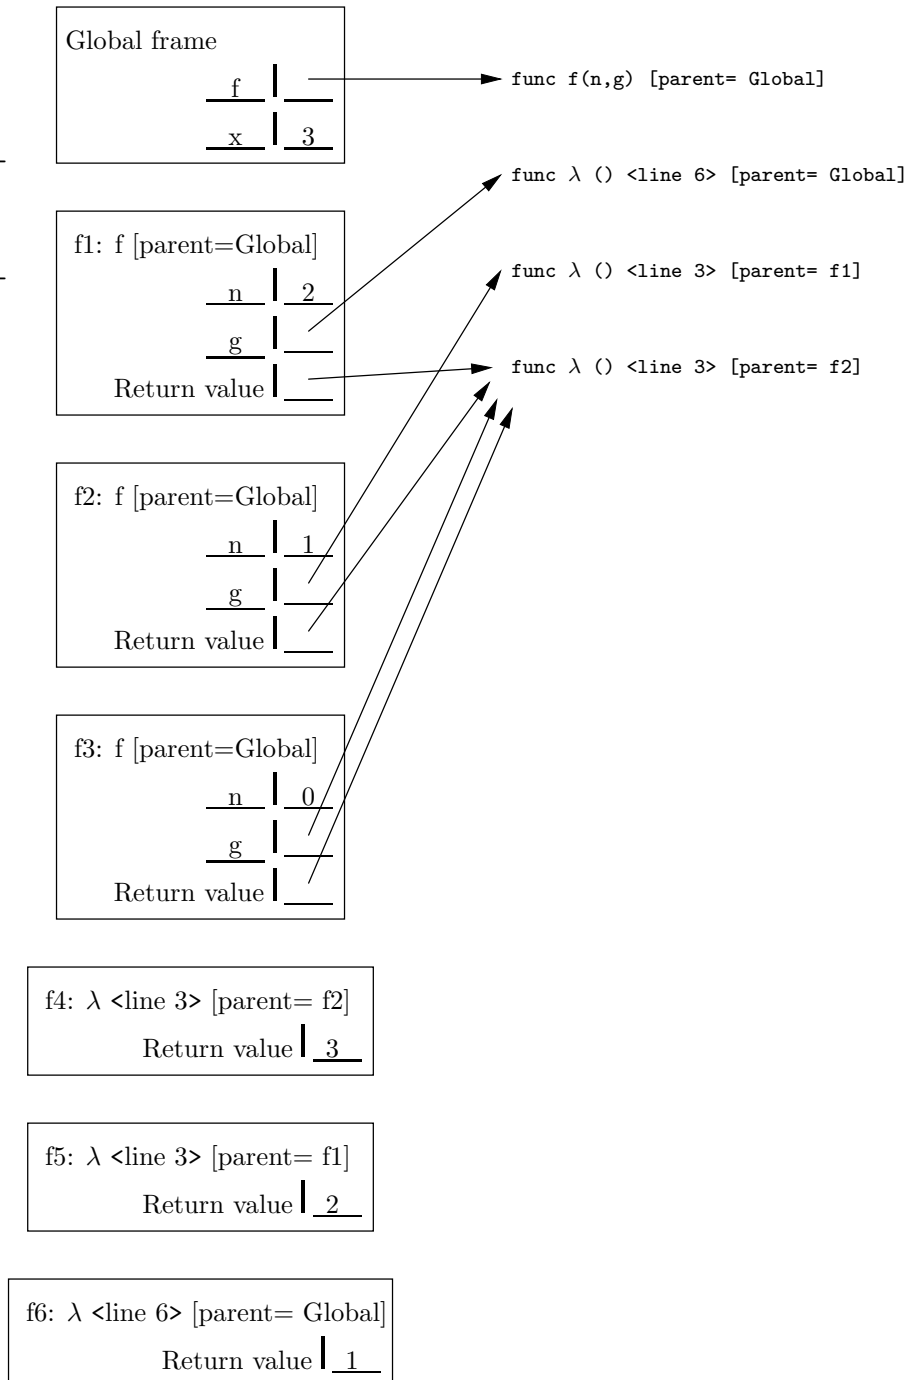 Global frame
f
func f(n,g) [parent= Global]
x 3
func λ () <line 6> [parent= Global]
f1: f [parent=Global]
func λ () <line 3> [parent= f1]
n 2
g
func λ () <line 3> [parent= f2]
Return value
f2: f [parent=Global]
n 1
g
Return value
f3: f [parent=Global]
n 0
g
Return value
f4: λ <line 3> [parent= f2]
Return value 3
f5: λ <line 3> [parent= f1]
Return value 2
f6: λ <line 6> [parent= Global]
Return value 1